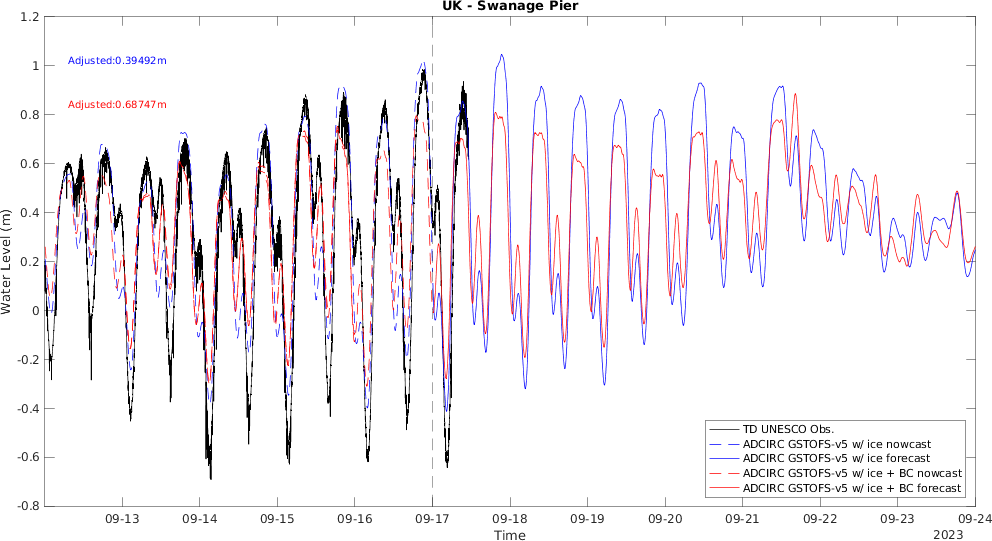 UK - Swanage Pier
1.2
1
0.8
0.6
0.4
0.2
0
-0.2
-0.4
-0.6
-0.8
Water Level (m)
Adjusted:0.39492m
Adjusted:0.68747m
TD UNESCO Obs.
ADCIRC GSTOFS-v5 w/ ice nowcast
ADCIRC GSTOFS-v5 w/ ice forecast
ADCIRC GSTOFS-v5 w/ ice + BC nowcast
ADCIRC GSTOFS-v5 w/ ice + BC forecast
09-13 09-14 09-15 09-16 09-17 09-18 09-19 09-20 09-21 09-22 09-23 09-24
Time
2023